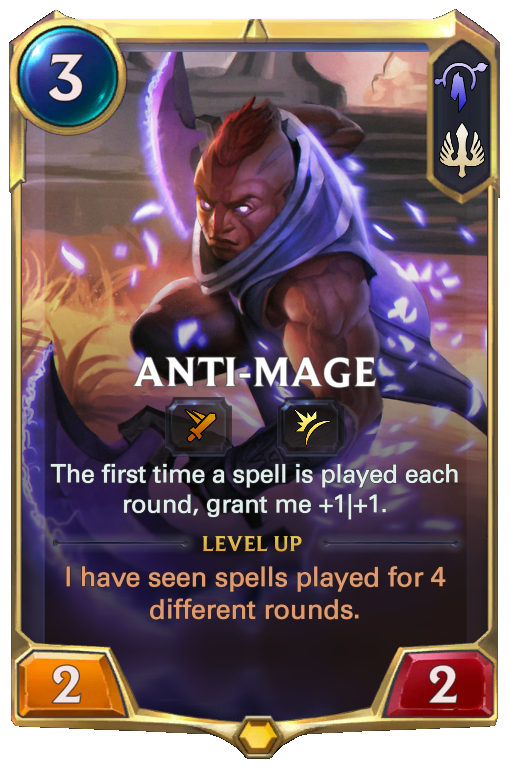 3
ANTI-MAGE
The first time a spell is played each
round, grant me +1|+1.
LEVEL UP
I have seen spells played for 4
different rounds.
2
2